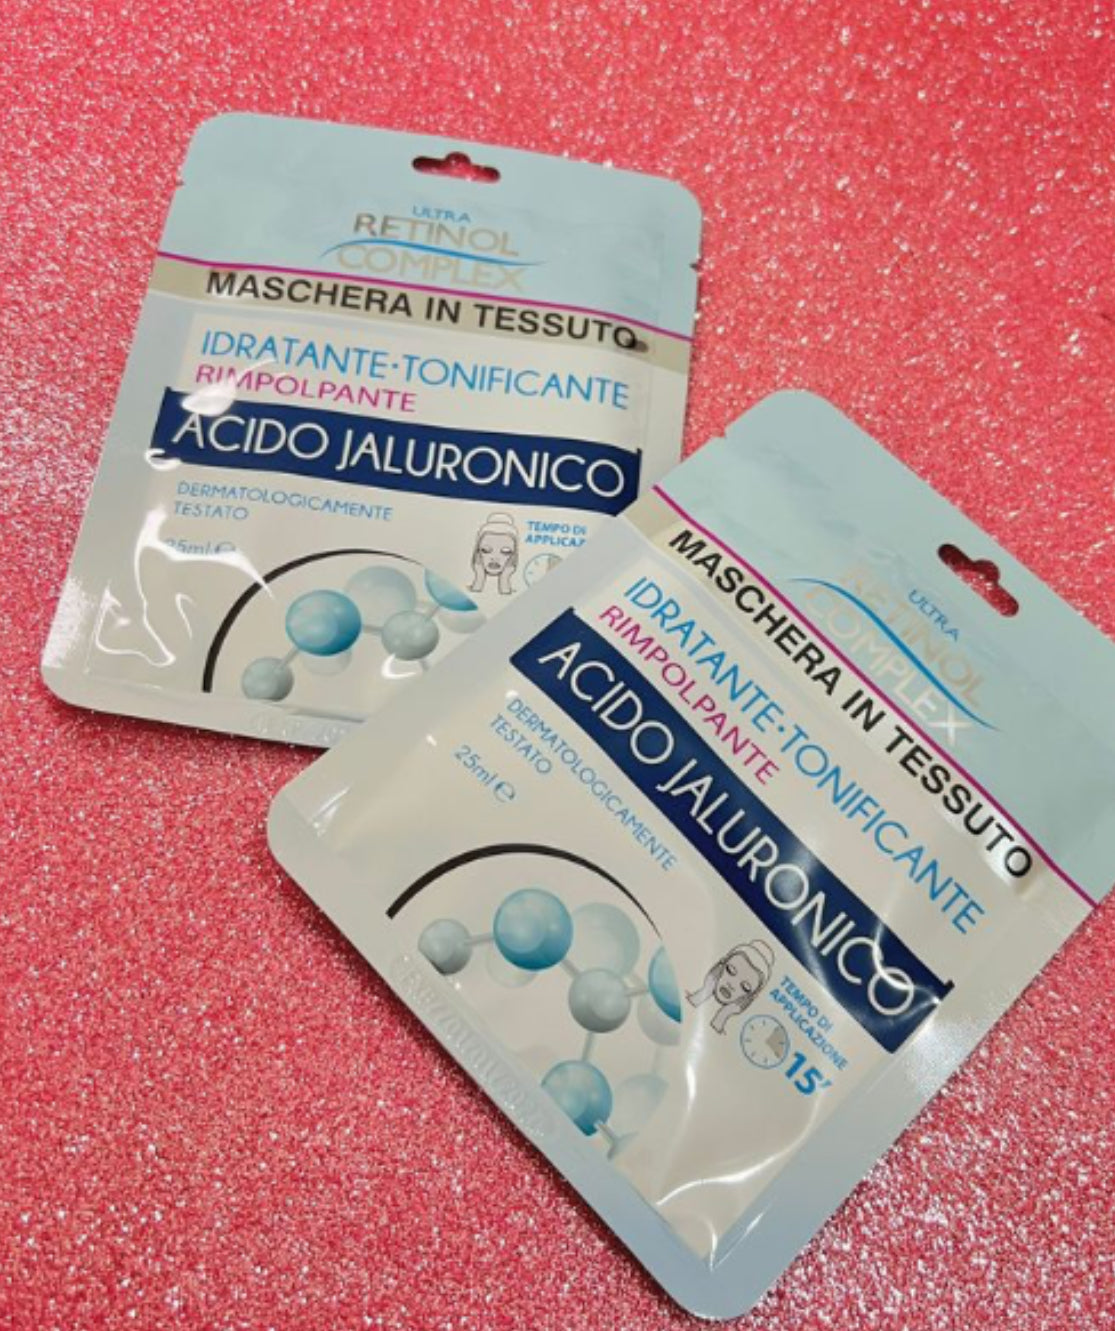 ULTRA
RETINOL
COMPLEX
MASCHERA IN TESSUTO
IDRATANTE·TONIFICANTE
RIMPOLPANTE
ACIDO JALURONICO
DERMATOLOGICAMENTE
TESTATO
25ml ℮
TEMPO DI
ULTRA
RETINOL
COMPLEX
MASCHERA IN TESSUTO
IDRATANTE·TONIFICANTE
RIMPOLPANTE
ACIDO JALURONICO
DERMATOLOGICAMENTE
TESTATO
25ml ℮
TEMPO DI
APPLICAZIONE
15'